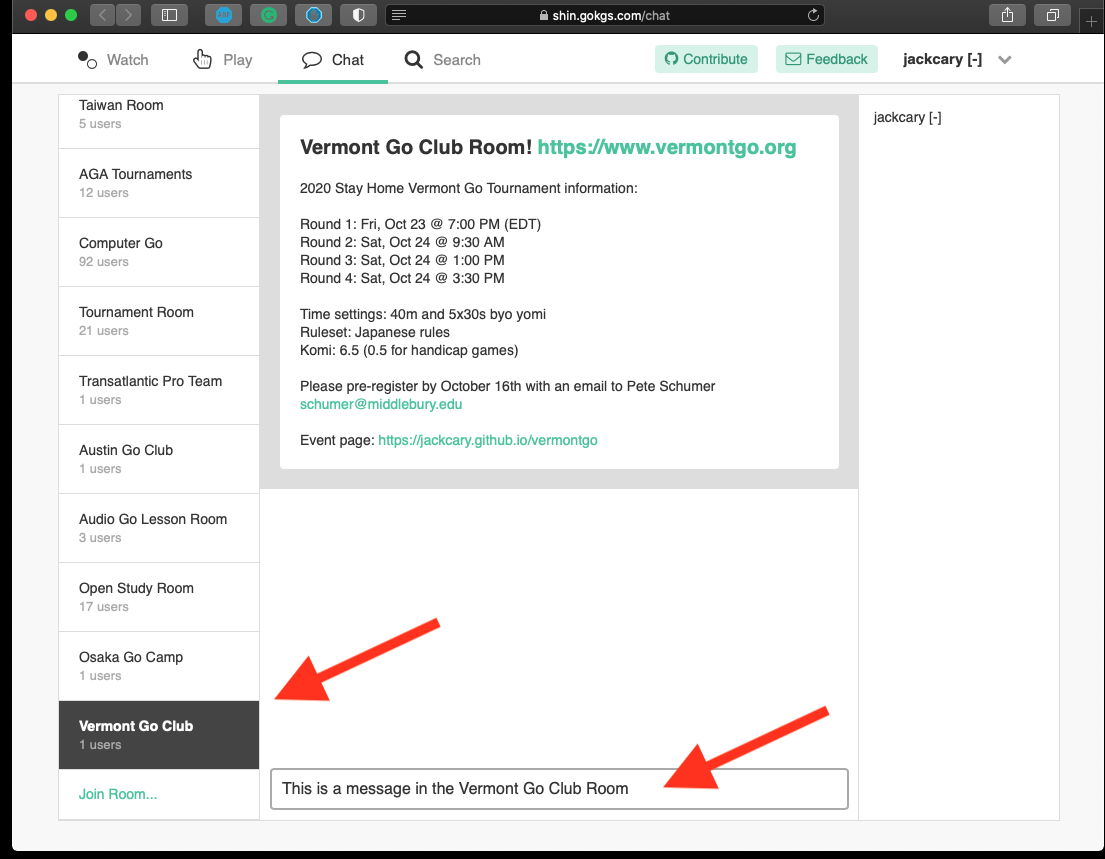 shin.gokgs.com/chat
Watch
Play
Chat
Search
Contribute
Feedback
jackcary [-]
Taiwan Room
5 users
AGA Tournaments
12 users
Computer Go
92 users
Tournament Room
21 users
Transatlantic Pro Team
1 users
Austin Go Club
1 users
Audio Go Lesson Room
3 users
Open Study Room
17 users
Osaka Go Camp
1 users
Vermont Go Club
1 users
Join Room...
Vermont Go Club Room! https://www.vermontgo.org
2020 Stay Home Vermont Go Tournament information:
Round 1: Fri, Oct 23 @ 7:00 PM (EDT)
Round 2: Sat, Oct 24 @ 9:30 AM
Round 3: Sat, Oct 24 @ 1:00 PM
Round 4: Sat, Oct 24 @ 3:30 PM
Time settings: 40m and 5x30s byo yomi
Ruleset: Japanese rules
Komi: 6.5 (0.5 for handicap games)
Please pre-register by October 16th with an email to Pete Schumer
schumer@middlebury.edu
Event page: https://jackcary.github.io/vermontgo
This is a message in the Vermont Go Club Room
jackcary [-]